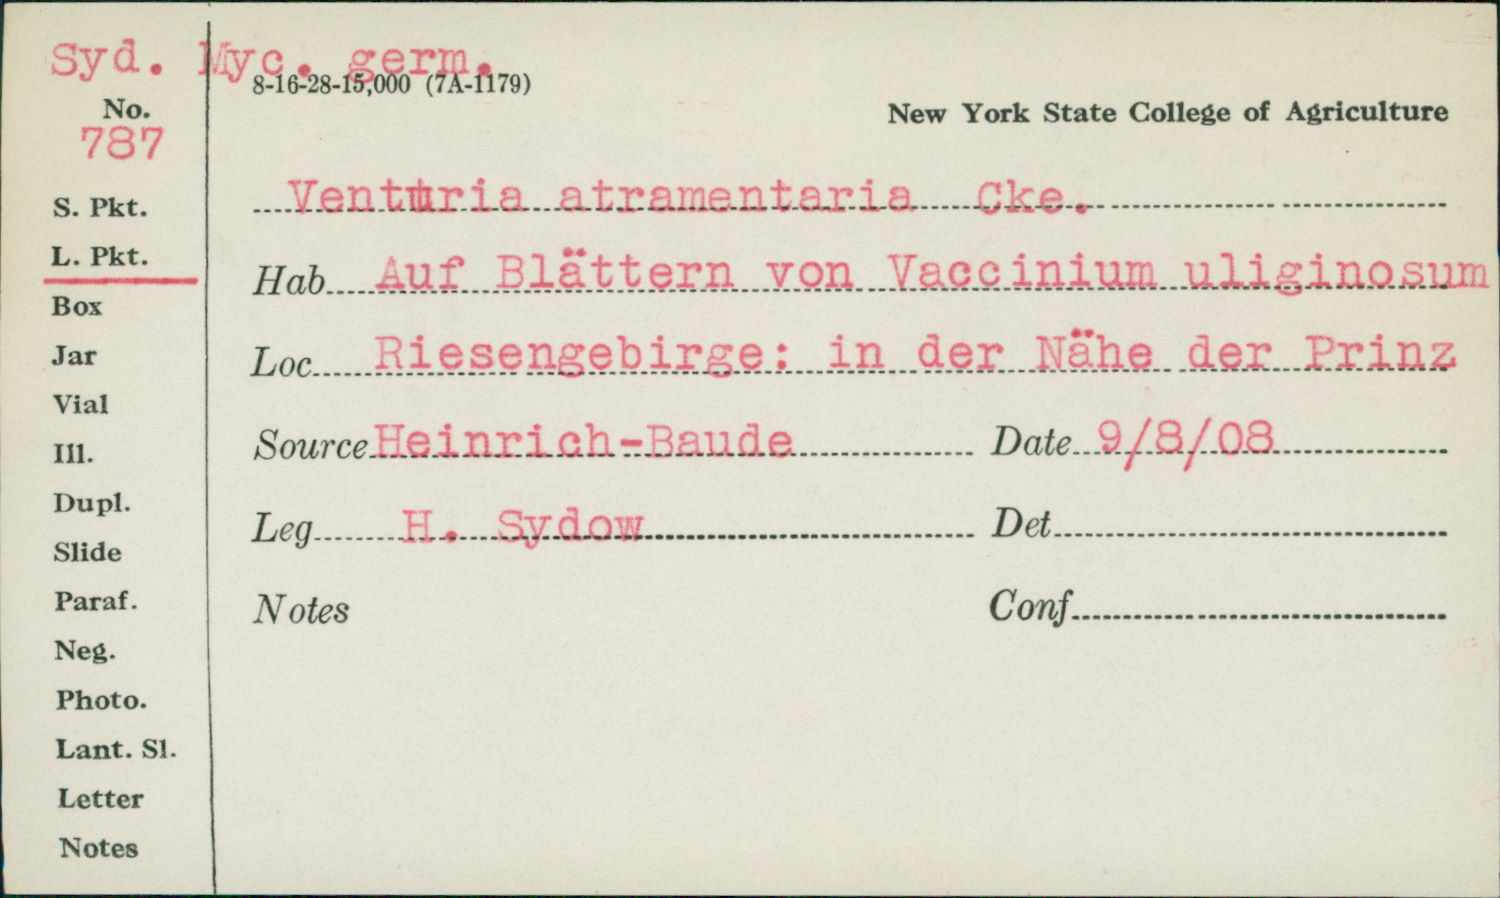 Syd. Myc. germ.
8-16-28-15,000 (7A-1179)
No.
787
New York State College of Agriculture
S. Pkt.
L. Pkt.
Box
Jar
Vial
Ill.
Dupl.
Slide
Paraf.
Neg.
Photo.
Lant. Sl.
Letter
Notes
Venturia atramentaria Cke.
Hab Auf Blättern von Vaccinium uliginosum
Loc Riesengebirge: in der Nähe der Prinz
Source Heinrich-Baude Date 9/8/08
Leg H. Sydow Det
Notes Conf